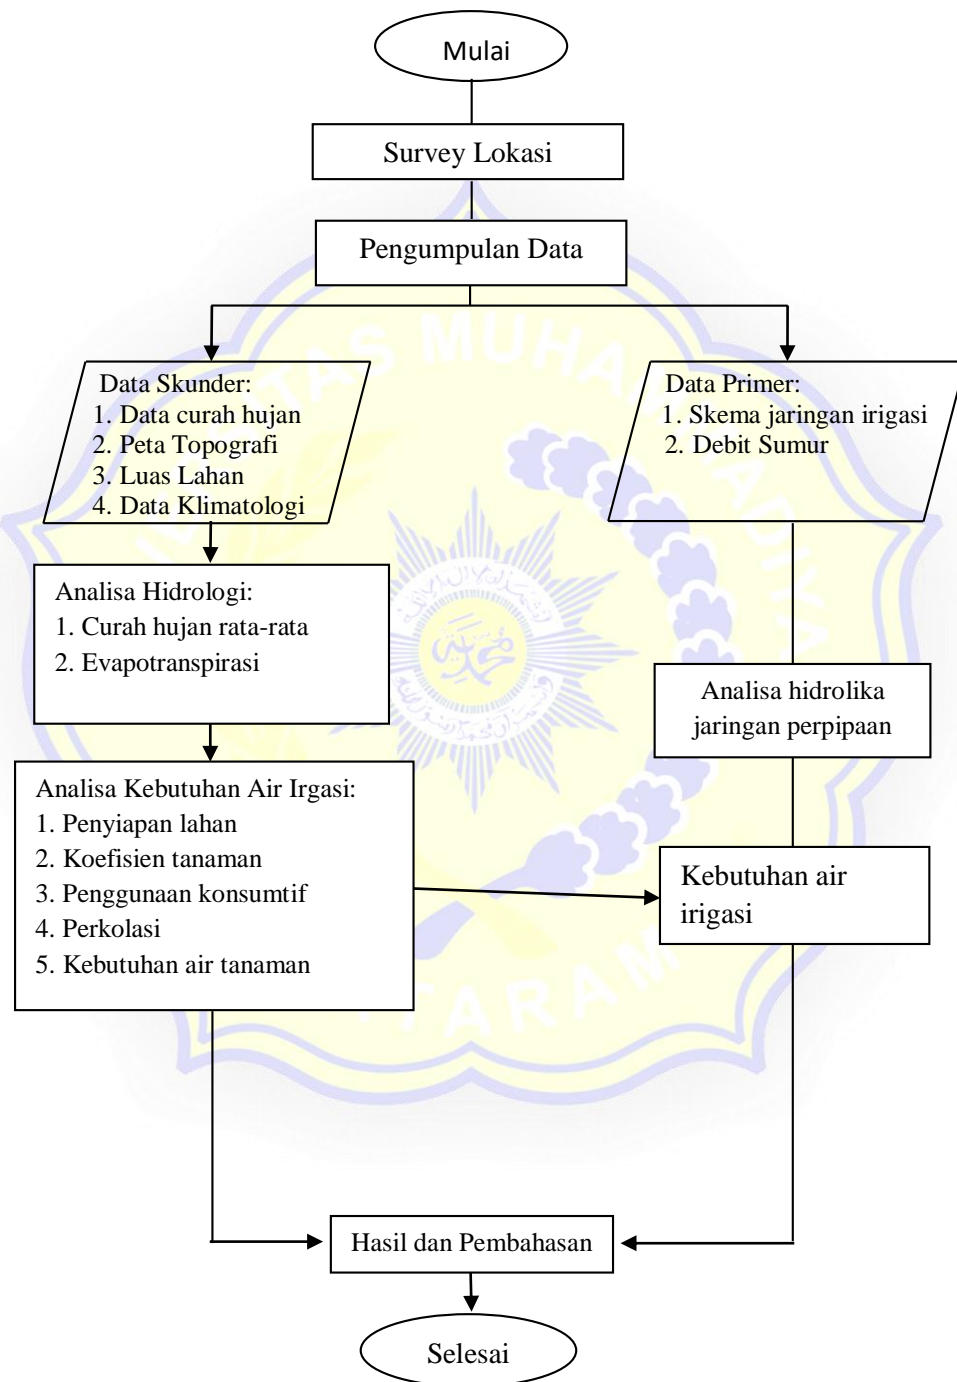 Mulai
Survey Lokasi
Pengumpulan Data
Data Skunder:
1. Data curah hujan
2. Peta Topografi
3. Luas Lahan
4. Data Klimatologi
Data Primer:
1. Skema jaringan irigasi
2. Debit Sumur
Analisa Hidrologi:
1. Curah hujan rata-rata
2. Evapotranspirasi
Analisa hidrolika
jaringan perpipaan
Analisa Kebutuhan Air Irgasi:
1. Penyiapan lahan
2. Koefisien tanaman
3. Penggunaan konsumtif
4. Perkolasi
5. Kebutuhan air tanaman
Kebutuhan air
irigasi
Hasil dan Pembahasan
Selesai